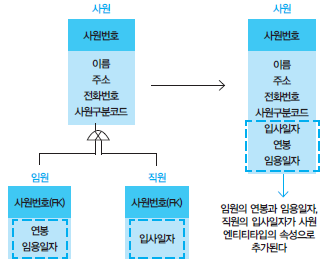 사원
사원번호
이름
주소
전화번호
사원구분코드
임원
사원번호(FK)
연봉
임용일자
직원
사원번호(FK)
입사일자
사원
사원번호
이름
주소
전화번호
사원구분코드
입사일자
연봉
임용일자
임원의 연봉과 임용일자,
직원의 입사일자가 사원
엔티티타입의 속성으로
추가된다